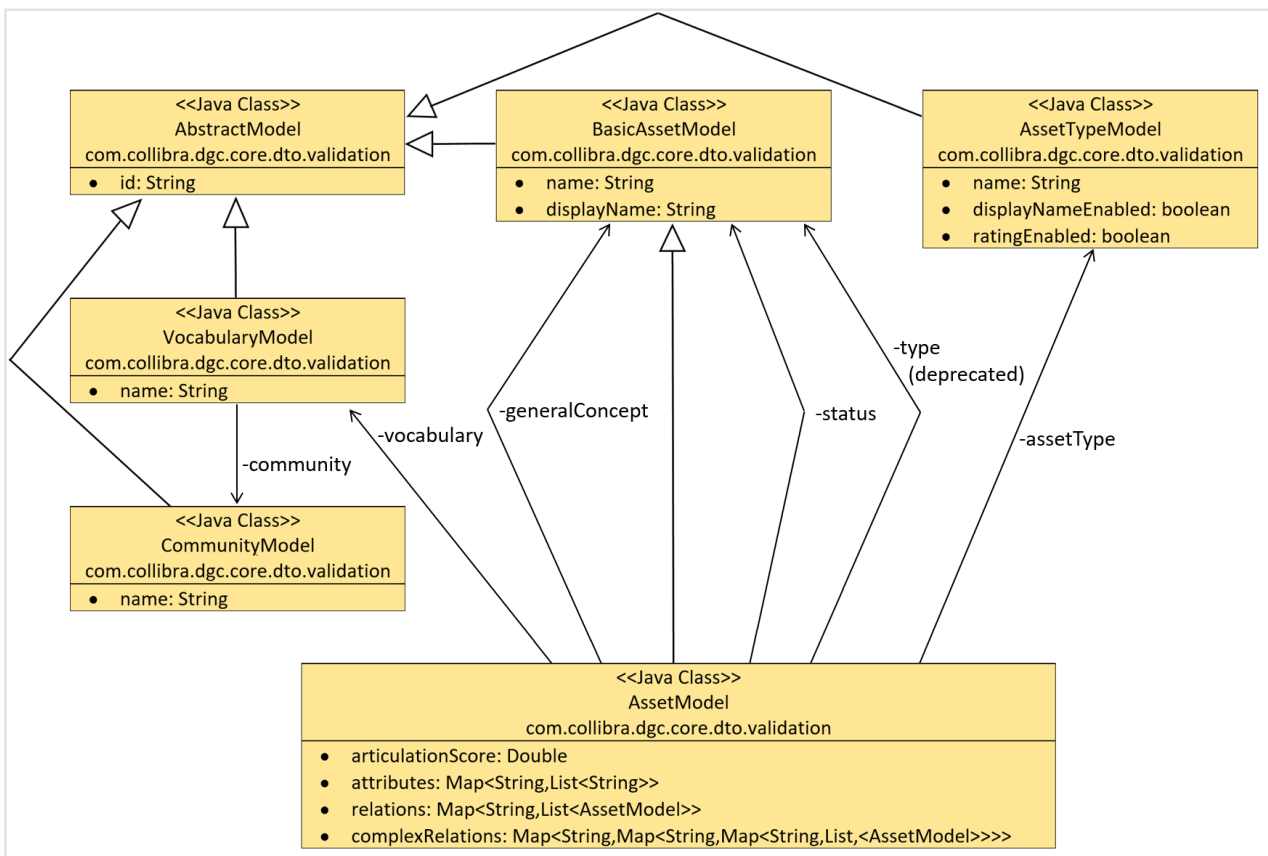 <<Java Class>>
AbstractModel
com.collibra.dgc.core.dto.validation
• id: String
<<Java Class>>
BasicAssetModel
com.collibra.dgc.core.dto.validation
• name: String
• displayName: String
<<Java Class>>
AssetTypeModel
com.collibra.dgc.core.dto.validation
• name: String
• displayNameEnabled: boolean
• ratingEnabled: boolean
<<Java Class>>
VocabularyModel
com.collibra.dgc.core.dto.validation
• name: String
-community
<<Java Class>>
CommunityModel
com.collibra.dgc.core.dto.validation
• name: String
-vocabulary
-generalConcept
-status
-type
(deprecated)
-assetType
<<Java Class>>
AssetModel
com.collibra.dgc.core.dto.validation
• articulationScore: Double
• attributes: Map<String,List<String>>
• relations: Map<String,List<AssetModel>>
• complexRelations: Map<String,Map<String,Map<String,List,<AssetModel>>>>